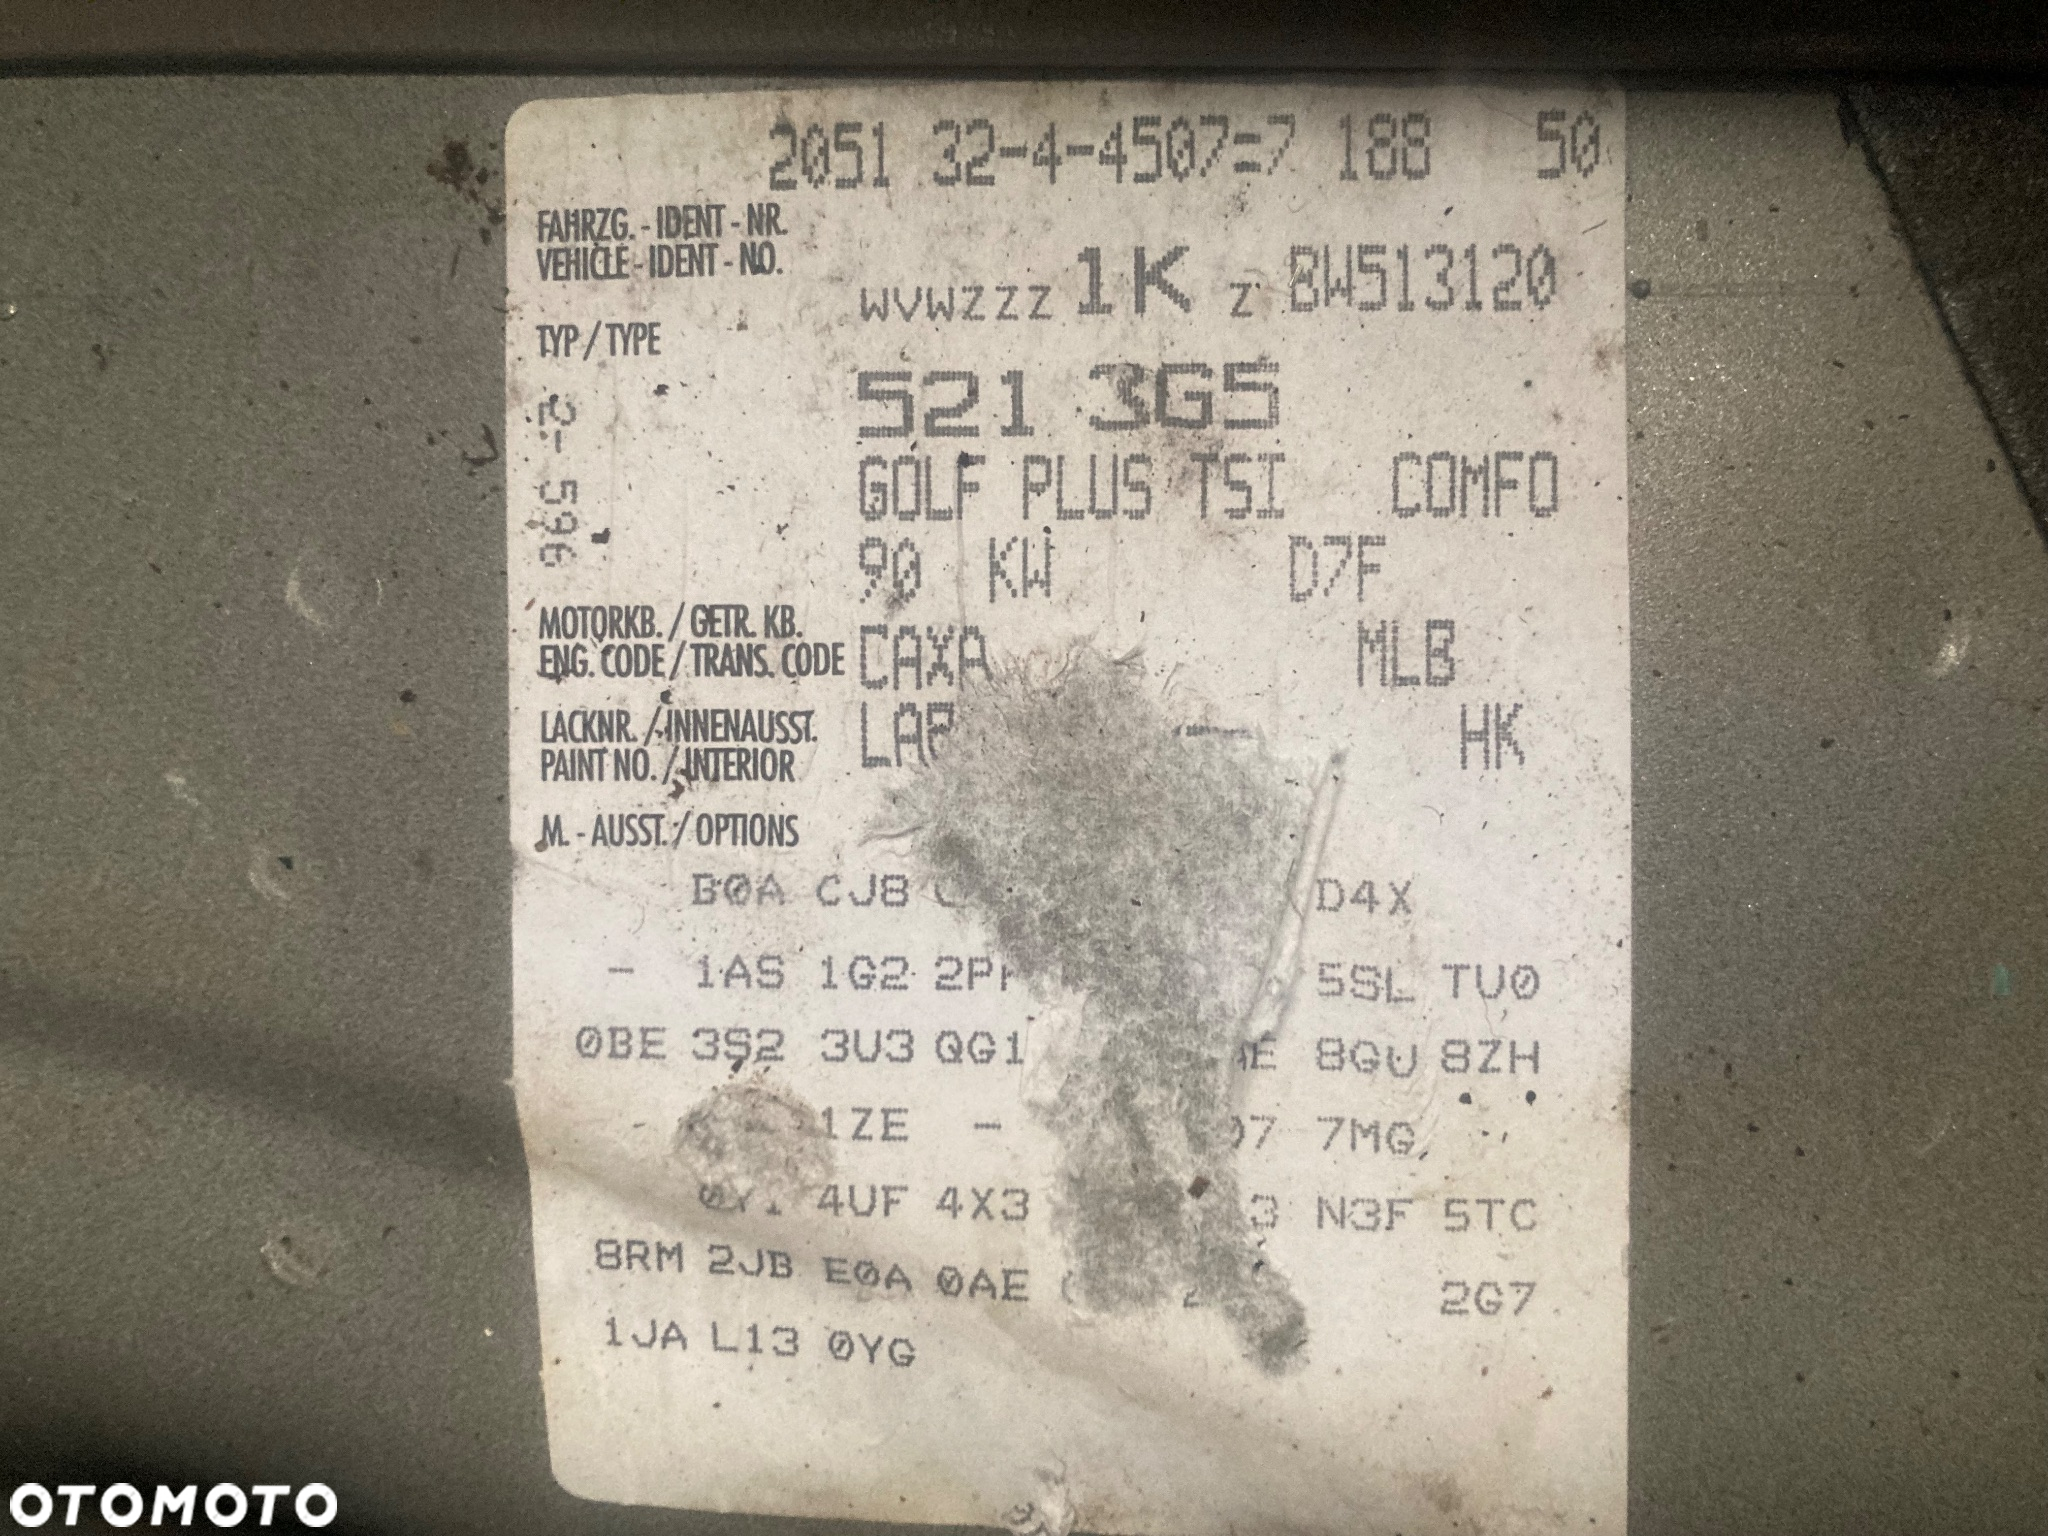 2051 32-4-4507=7 188 50
FAHRZG. - IDENT - NR.
VEHICLE - IDENT - NO.
WVWZZZ 1K Z BW513120
TYP / TYPE
521 3G5
2- 596
GOLF PLUS TSI COMFO
90 KW D7F
MOTORKB. / GETR. KB.
ENG. CODE / TRANS. CODE CAXA MLB
LACKNR. / INNENAUSST.
PAINT NO. / INTERIOR HK
M. - AUSST. / OPTIONS
B0A CJ8 D4X
- 1AS 1G2 5SL TU0
0BE 3S2 3U3 QG1 8GU 8ZH
- 1ZE - 7MG
4UF 4X3 N3F 5TC
8RM 2JB E0A 0AE 2G7
1JA L13 0YG
OTOMOTO